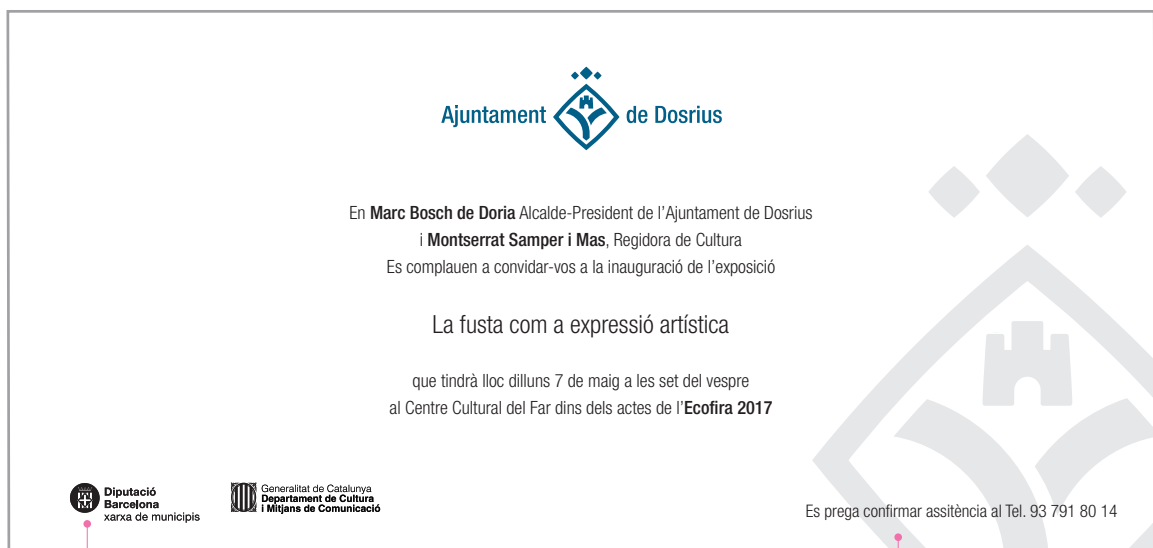 Ajuntament de Dosrius
En Marc Bosch de Doria Alcalde-President de l’Ajuntament de Dosrius
i Montserrat Samper i Mas, Regidora de Cultura
Es complauen a convidar-vos a la inauguració de l’exposició
La fusta com a expressió artística
que tindrà lloc dilluns 7 de maig a les set del vespre
al Centre Cultural del Far dins dels actes de l’Ecofira 2017
Diputació
Barcelona
xarxa de municipis
Generalitat de Catalunya
Departament de Cultura
i Mitjans de Comunicació
Es prega confirmar assitència al Tel. 93 791 80 14